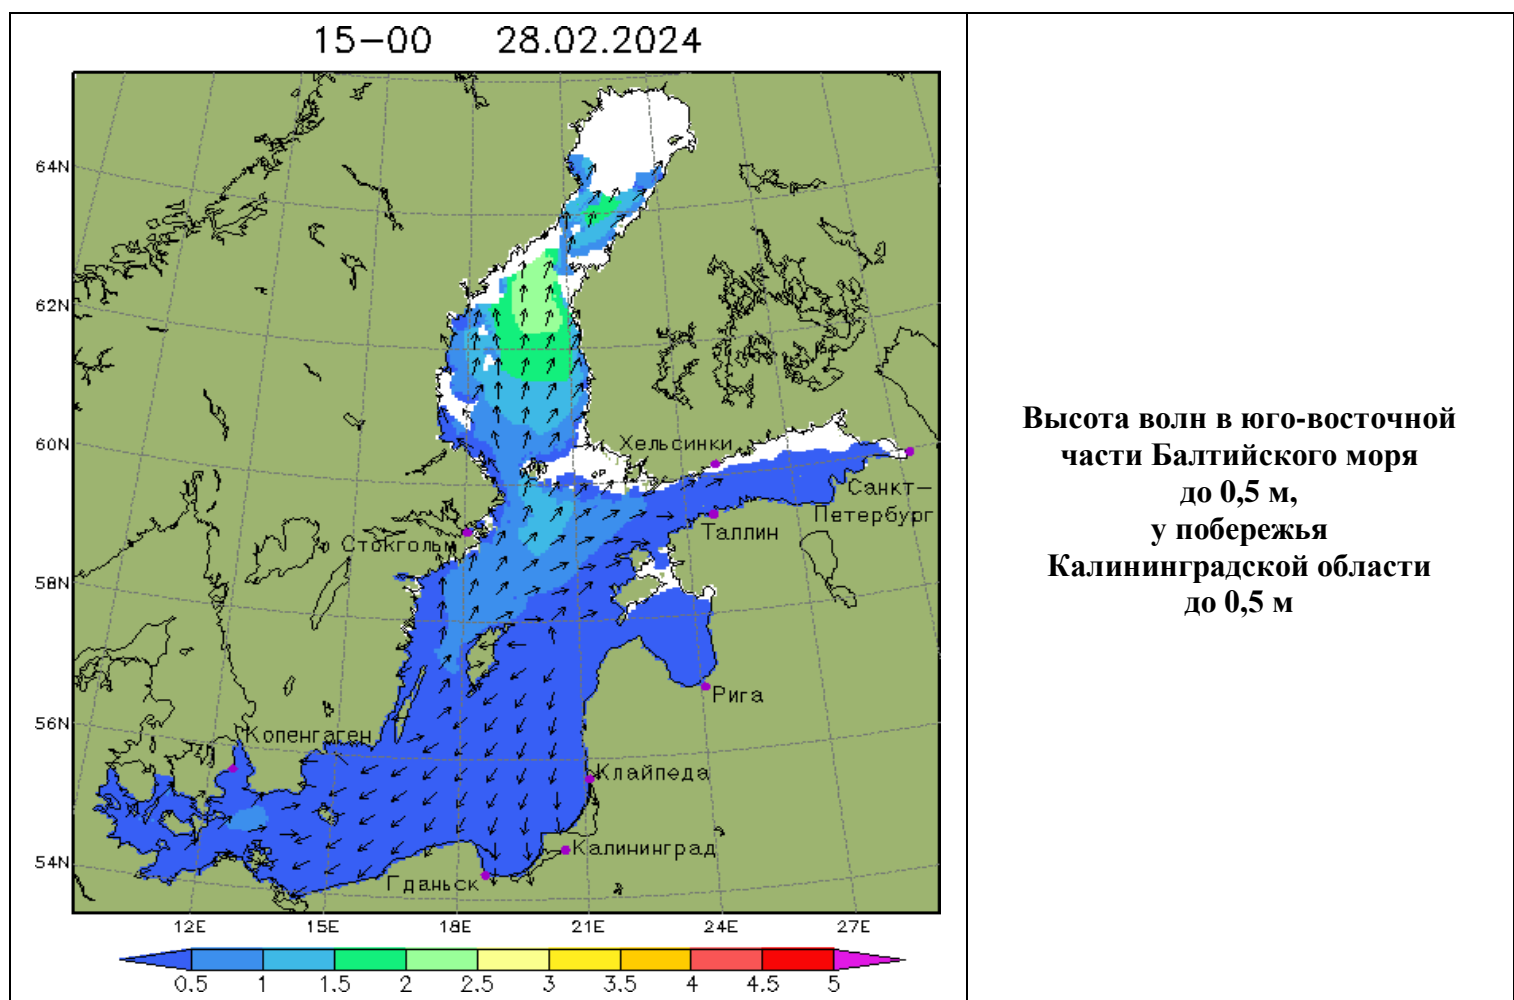 15-00 28.02.2024
64N
62N
60N
58N
56N
54N
Хельсинки
Санкт-
Петербург
Таллин
Стокгольм
Рига
Копенгаген
Клайпеда
Калининград
Гданьск
12E 15E 18E 21E 24E 27E
0.5 1 1.5 2 2.5 3 3.5 4 4.5 5
Высота волн в юго-восточной
части Балтийского моря
до 0,5 м,
у побережья
Калининградской области
до 0,5 м